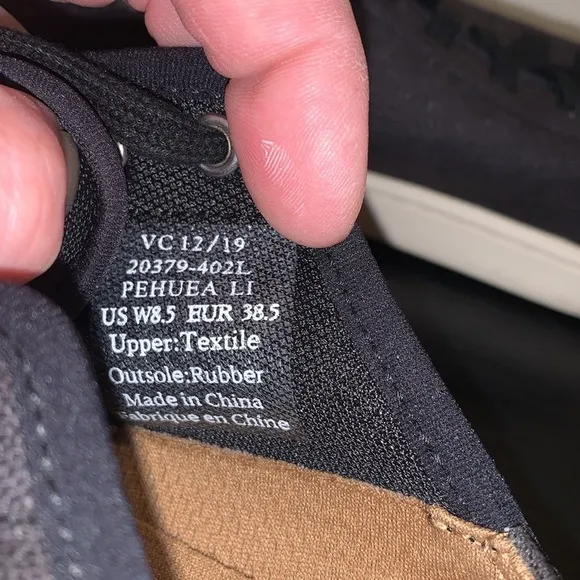 VC 12/19
20379-402L
PEHUEA LI
US W8.5 EUR 38.5
Upper:Textile
Outsole:Rubber
Made in China
Fabrique en Chine